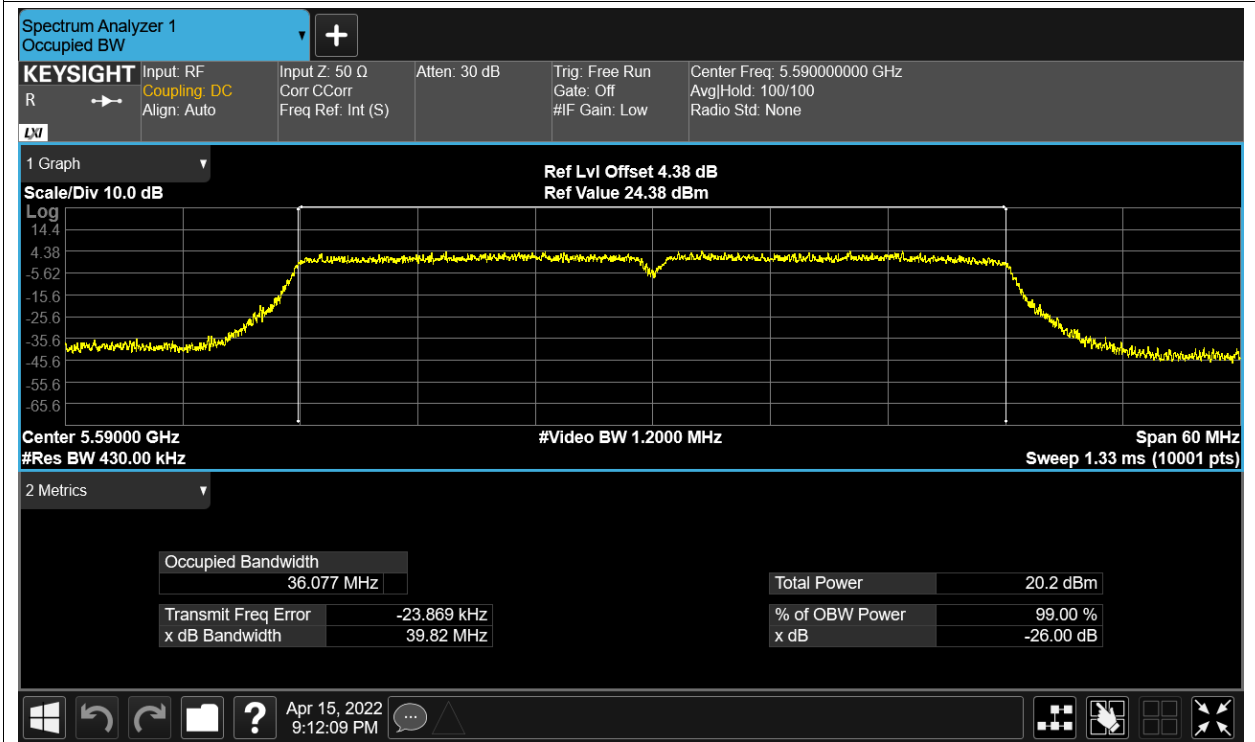 Spectrum Analyzer 1
Occupied BW
KEYSIGHT
R
LXI
Input: RF
Coupling: DC
Align: Auto
Input Z: 50 Ω
Corr CCorr
Freq Ref: Int (S)
Atten: 30 dB
Trig: Free Run
Gate: Off
#IF Gain: Low
Center Freq: 5.590000000 GHz
Avg|Hold: 100/100
Radio Std: None
1 Graph
Scale/Div 10.0 dB
Ref Lvl Offset 4.38 dB
Ref Value 24.38 dBm
Log
14.4
4.38
-5.62
-15.6
-25.6
-35.6
-45.6
-55.6
-65.6
Center 5.59000 GHz
#Video BW 1.2000 MHz
Span 60 MHz
#Res BW 430.00 kHz
Sweep 1.33 ms (10001 pts)
2 Metrics
Occupied Bandwidth
36.077 MHz
Total Power 20.2 dBm
Transmit Freq Error -23.869 kHz
% of OBW Power 99.00 %
x dB Bandwidth 39.82 MHz
x dB -26.00 dB
?
Apr 15, 2022
9:12:09 PM